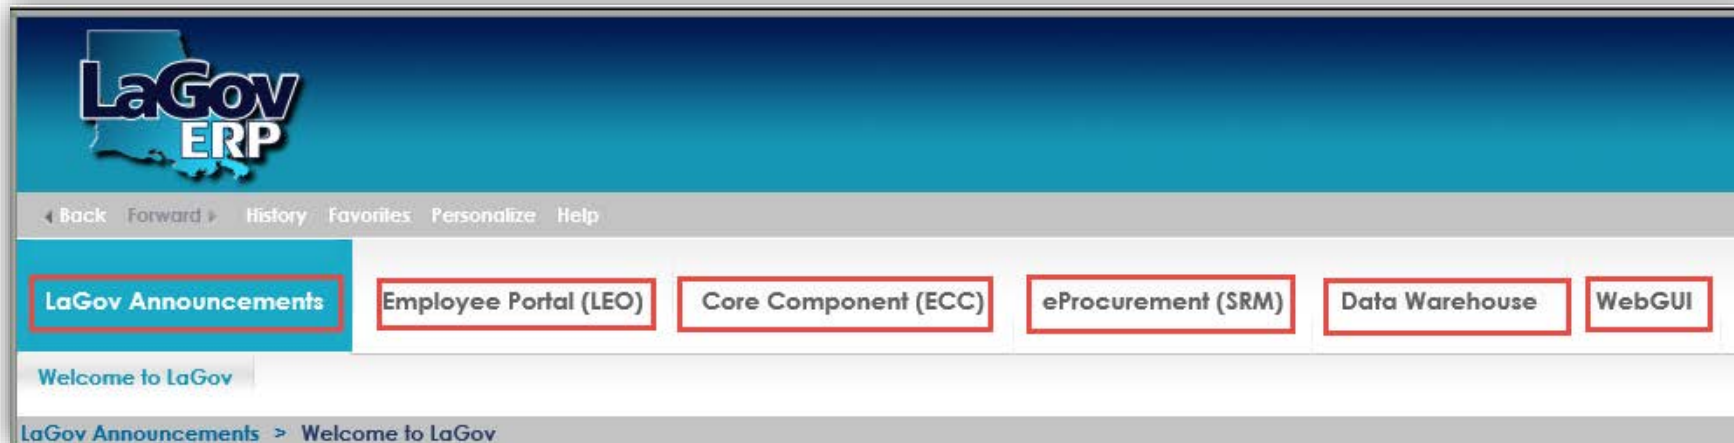 LaGov
ERP
Back Forward History Favorites Personalize Help
LaGov Announcements Employee Portal (LEO) Core Component (ECC) eProcurement (SRM) Data Warehouse WebGUI
Welcome to LaGov
LaGov Announcements > Welcome to LaGov